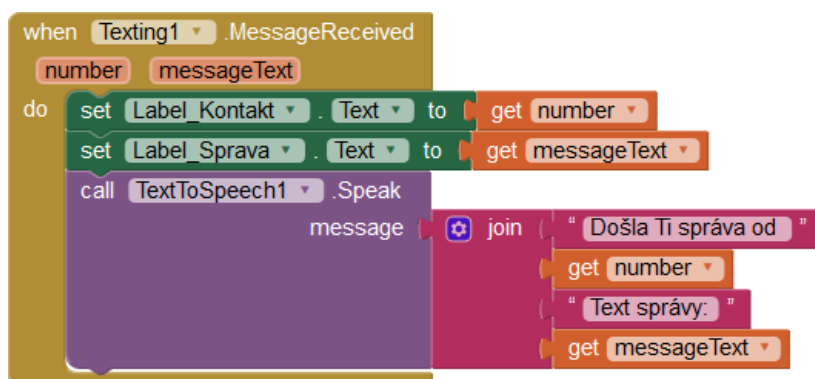 when Texting1 .MessageReceived
number messageText
do set Label_Kontakt . Text to get number
set Label_Sprava . Text to get messageText
call TextToSpeech1 .Speak
message join “ Došla Ti správa od ”
get number
“ Text správy: ”
get messageText